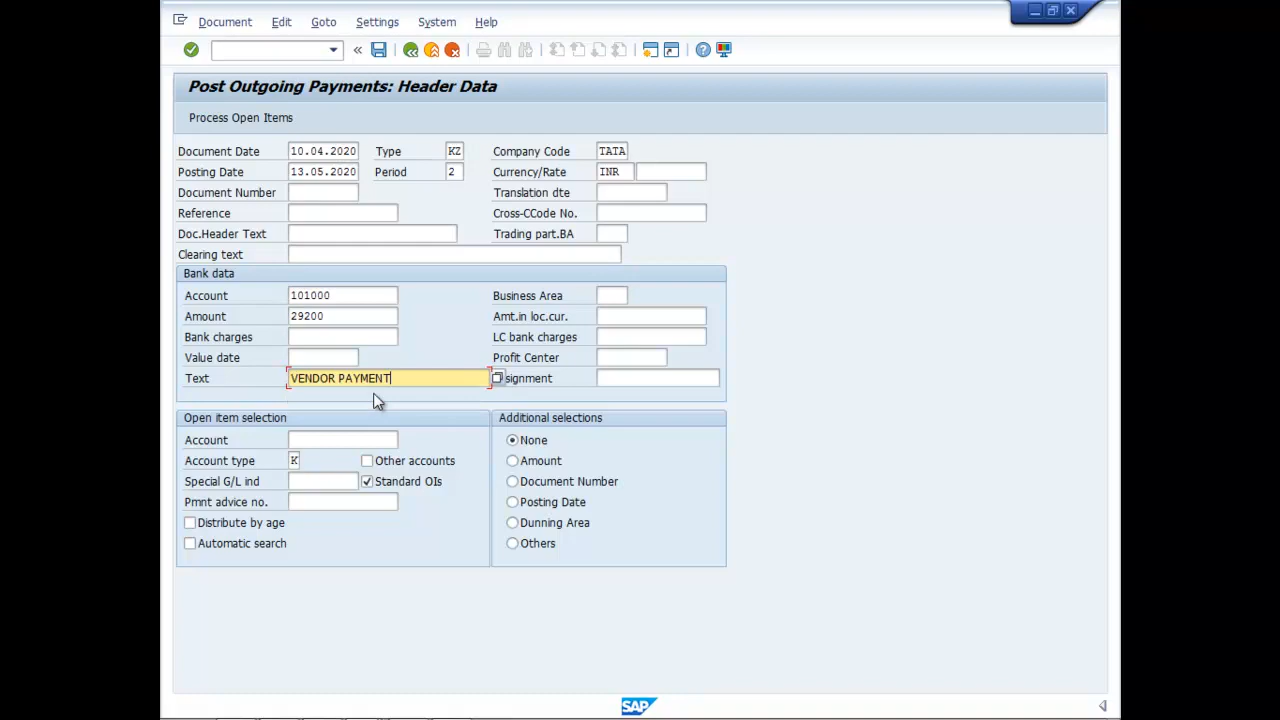 Document Edit Goto Settings System Help
Post Outgoing Payments: Header Data
Process Open Items
Document Date 10.04.2020 Type KZ Company Code TATA
Posting Date 13.05.2020 Period 2 Currency/Rate INR
Document Number Translation dte
Reference Cross-CCode No.
Doc.Header Text Trading part.BA
Clearing text
Bank data
Account 101000 Business Area
Amount 29200 Amt.in loc.cur.
Bank charges LC bank charges
Value date Profit Center
Text VENDOR PAYMENT signment
Open item selection Additional selections
Account None
Account type K Other accounts Amount
Special G/L ind Standard OIs Document Number
Pmnt advice no. Posting Date
Distribute by age Dunning Area
Automatic search Others
SAP